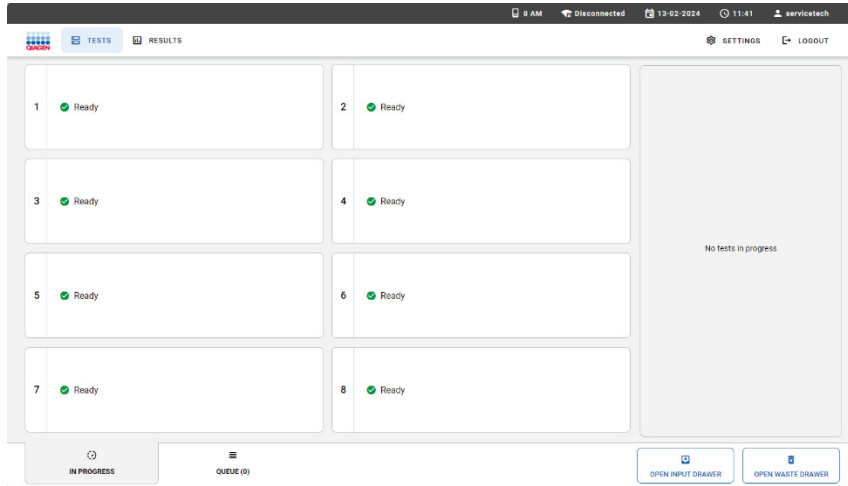 8 AM Disconnected 13-02-2024 11:41 servicetech
QIAGEN TESTS RESULTS SETTINGS LOGOUT
1 Ready
2 Ready
3 Ready
4 Ready
No tests in progress
5 Ready
6 Ready
7 Ready
8 Ready
IN PROGRESS
QUEUE (0)
OPEN INPUT DRAWER
OPEN WASTE DRAWER